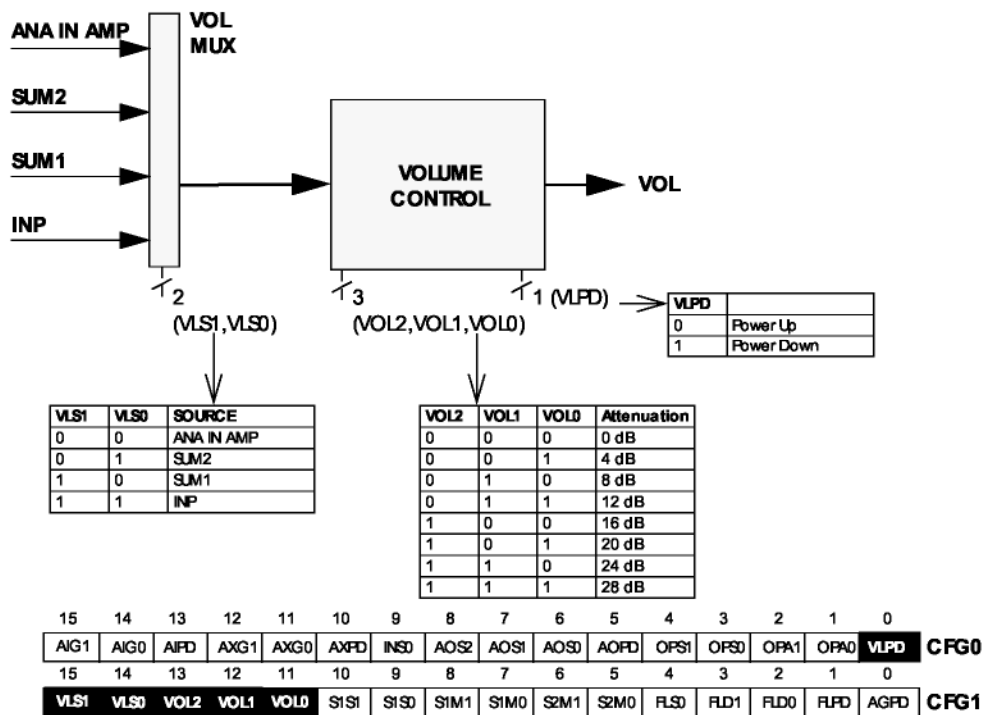 ANA IN AMP
VOL
MUX
SUM2
SUM1
INP
VOLUME
CONTROL
VOL
2
(VLS1,VLS0)
3
(VOL2,VOL1,VOL0)
1 (VLPD)
VLPD
0 Power Up
1 Power Down
VLS1 VLS0 SOURCE
0 0 ANA IN AMP
0 1 SUM2
1 0 SUM1
1 1 INP
VOL2 VOL1 VOL0 Attenuation
0 0 0 0 dB
0 0 1 4 dB
0 1 0 8 dB
0 1 1 12 dB
1 0 0 16 dB
1 0 1 20 dB
1 1 0 24 dB
1 1 1 28 dB
15 14 13 12 11 10 9 8 7 6 5 4 3 2 1 0
AIG1 AIG0 AIPD AXG1 AXG0 AXPD INS0 AOS2 AOS1 AOS0 AOPD OPS1 OPS0 OPA1 OPA0 VLPD CFG0
15 14 13 12 11 10 9 8 7 6 5 4 3 2 1 0
VLS1 VLS0 VOL2 VOL1 VOL0 S1S1 S1S0 S1M1 S1M0 S2M1 S2M0 FLS0 FLD1 FLD0 FLPD AGPD CFG1